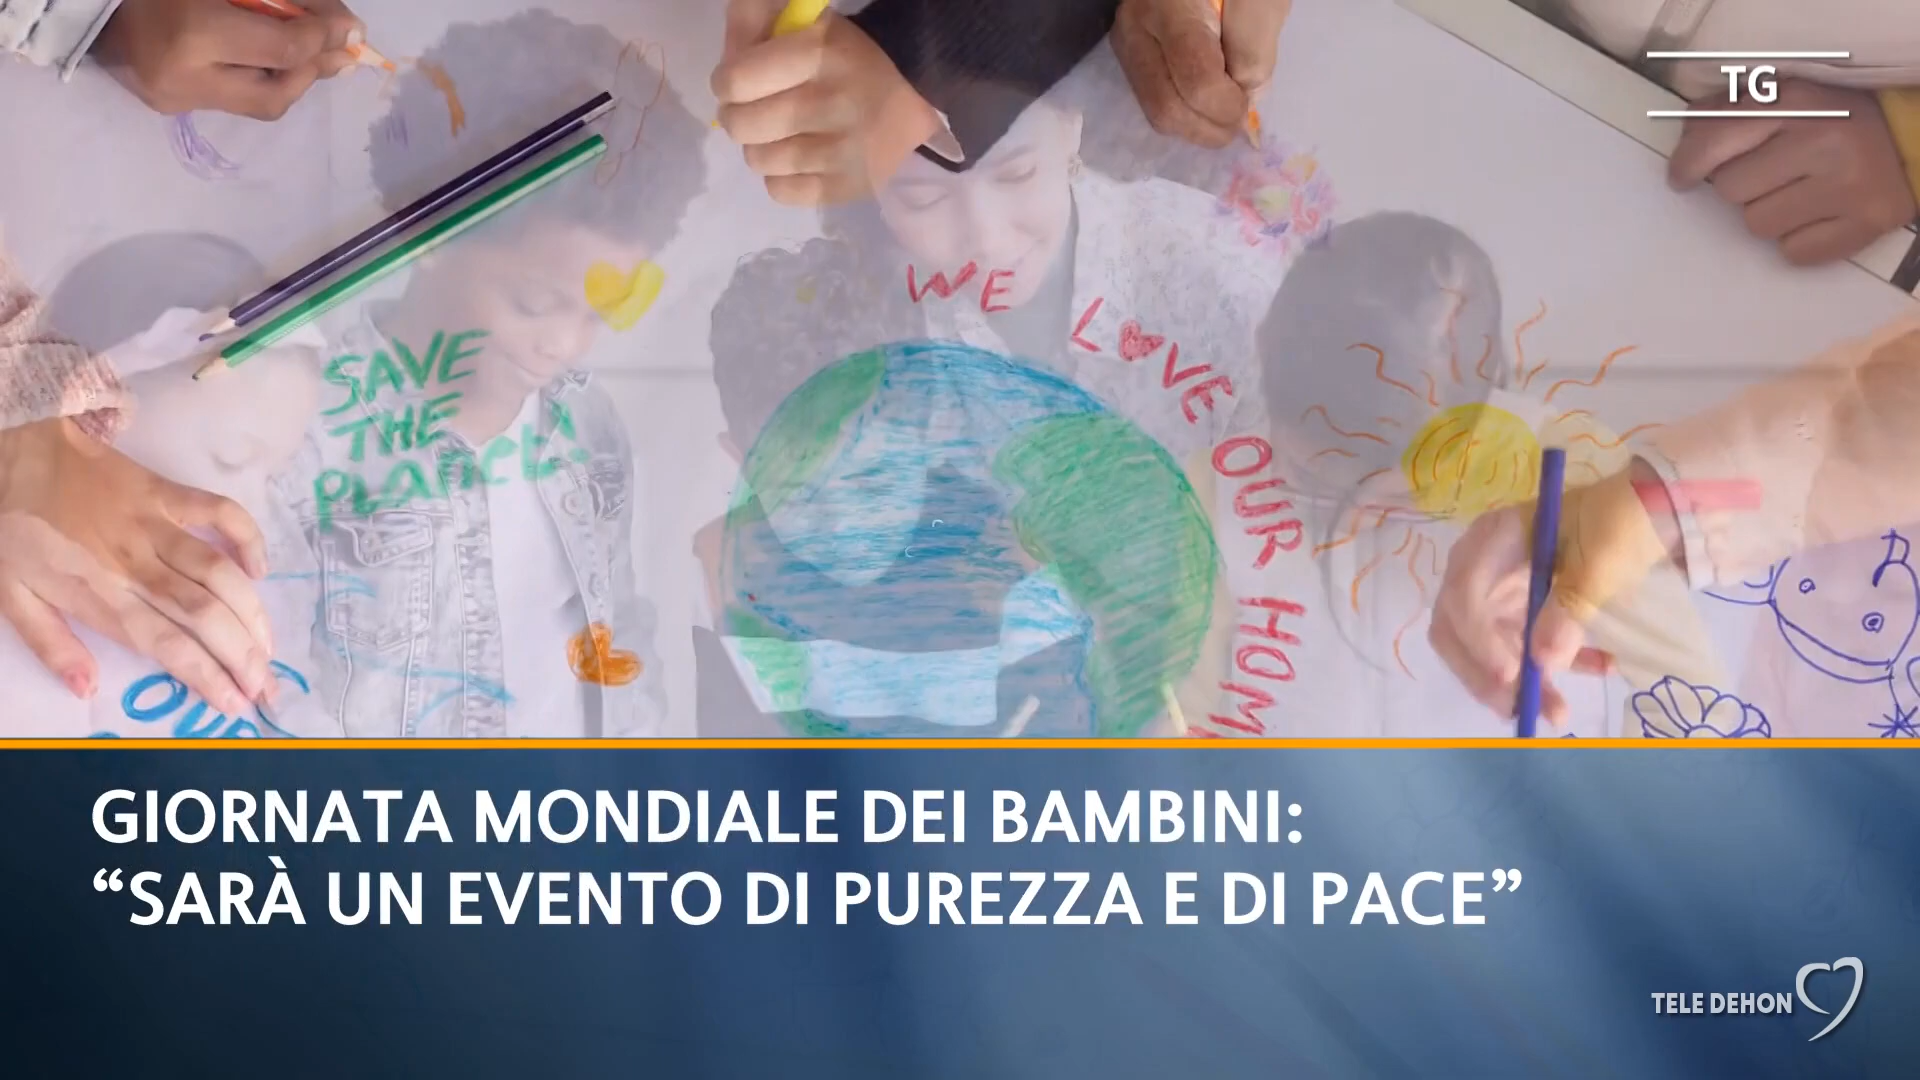 TG
WE LOVE OUR HOM
SAVE
THE
Planet!
OUR
GIORNATA MONDIALE DEI BAMBINI:
“SARÀ UN EVENTO DI PUREZZA E DI PACE”
TELE DEHON